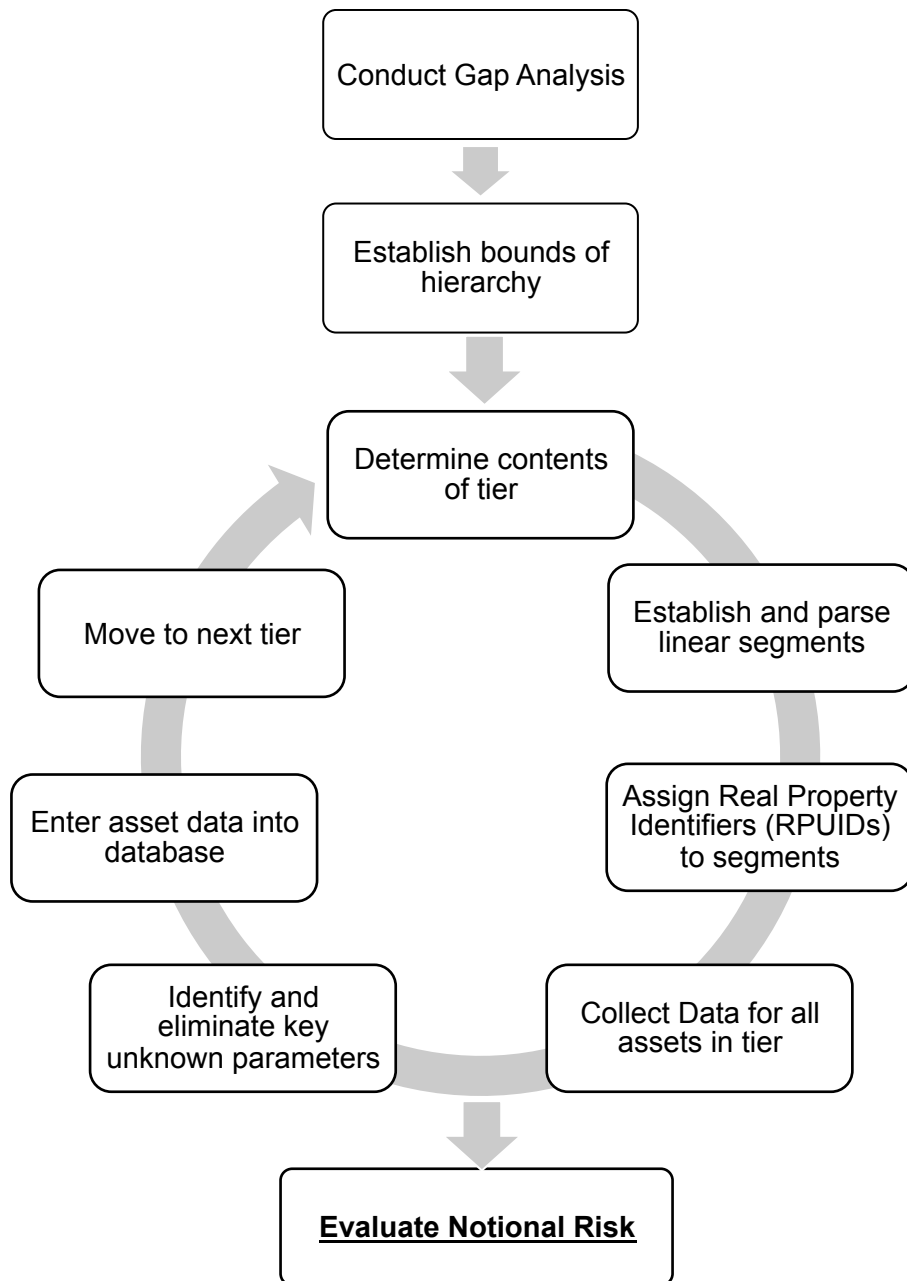 Conduct Gap Analysis
Establish bounds of
hierarchy
Determine contents
of tier
Establish and parse
linear segments
Assign Real Property
Identifiers (RPUIDs)
to segments
Collect Data for all
assets in tier
Identify and
eliminate key
unknown parameters
Enter asset data into
database
Move to next tier
Evaluate Notional Risk